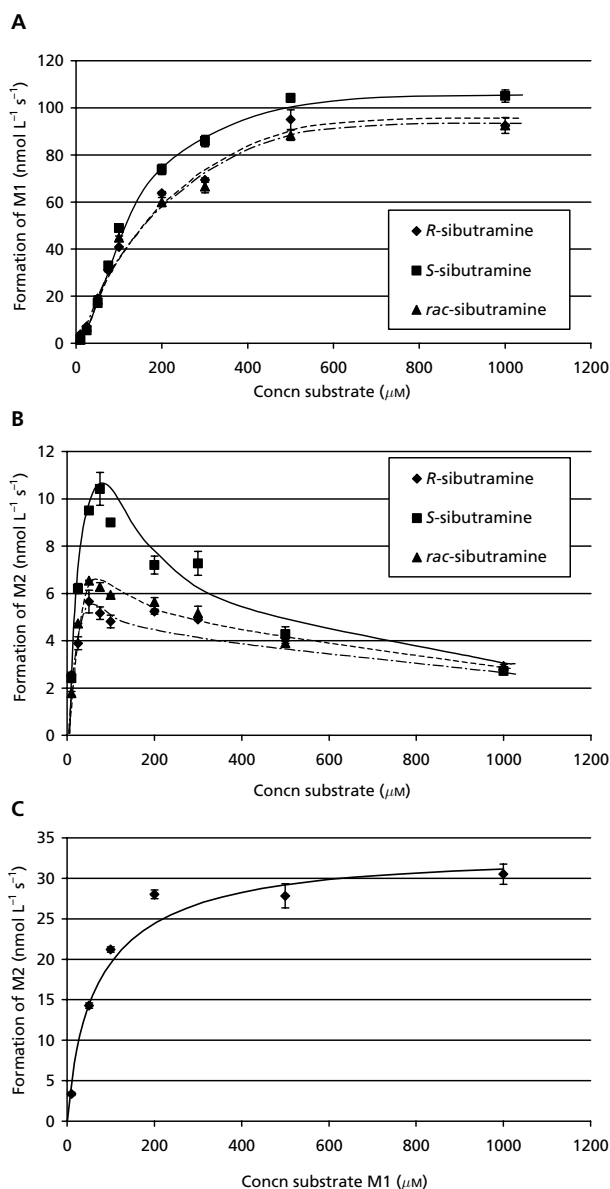 A
Formation of M1 (nmol L⁻¹ s⁻¹)
120
100
80
60
40
20
0
R-sibutramine
S-sibutramine
rac-sibutramine
0 200 400 600 800 1000 1200
Concn substrate (μM)
B
Formation of M2 (nmol L⁻¹ s⁻¹)
12
10
8
6
4
2
0
R-sibutramine
S-sibutramine
rac-sibutramine
0 200 400 600 800 1000 1200
Concn substrate (μM)
C
Formation of M2 (nmol L⁻¹ s⁻¹)
35
30
25
20
15
10
5
0
0 200 400 600 800 1000 1200
Concn substrate M1 (μM)